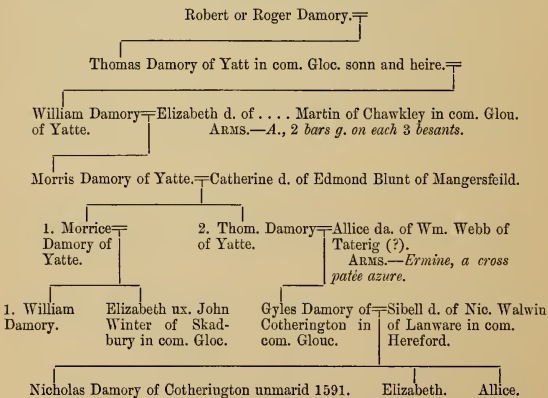 Robert or Roger Damory.
Thomas Damory of Yatt in com. Gloc. sonn and heire.
William Damory of Yatte.
Elizabeth d. of .... Martin of Chawkley in com. Glou.
ARMS.—A., 2 bars g. on each 3 besants.
Morris Damory of Yatte.
Catherine d. of Edmond Blunt of Mangersfeild.
1. Morrice
Damory of
Yatte.
2. Thom. Damory
of Yatte.
Allice da. of Wm. Webb of
Taterig (?).
ARMS.—Ermine, a cross
patée azure.
1. William
Damory.
Elizabeth ux. John
Winter of Skad-
bury in com. Gloc.
Gyles Damory of
Cotherington in
com. Glouc.
Sibell d. of Nic. Walwin
of Lanware in com.
Hereford.
Nicholas Damory of Cotherington unmarid 1591.
Elizabeth.
Allice.